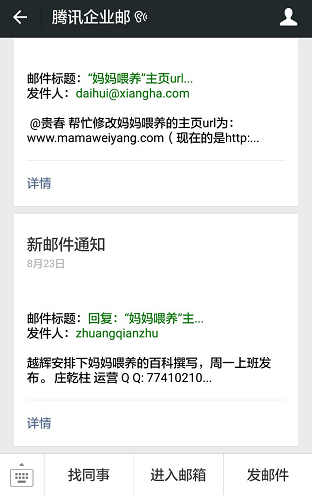 腾讯企业邮
邮件标题：“妈妈喂养”主页url...
发件人：daihui@xiangha.com
@贵春 帮忙修改妈妈喂养的主页url为：
www.mamaweiyang.com（现在的是http:...
详情
新邮件通知
8月23日
邮件标题：回复：“妈妈喂养”主...
发件人：zhuangqianzhu
越辉安排下妈妈喂养的百科撰写，周一上班发
布。 庄乾柱 运营 Q Q: 77410210...
详情
找同事
进入邮箱
发邮件